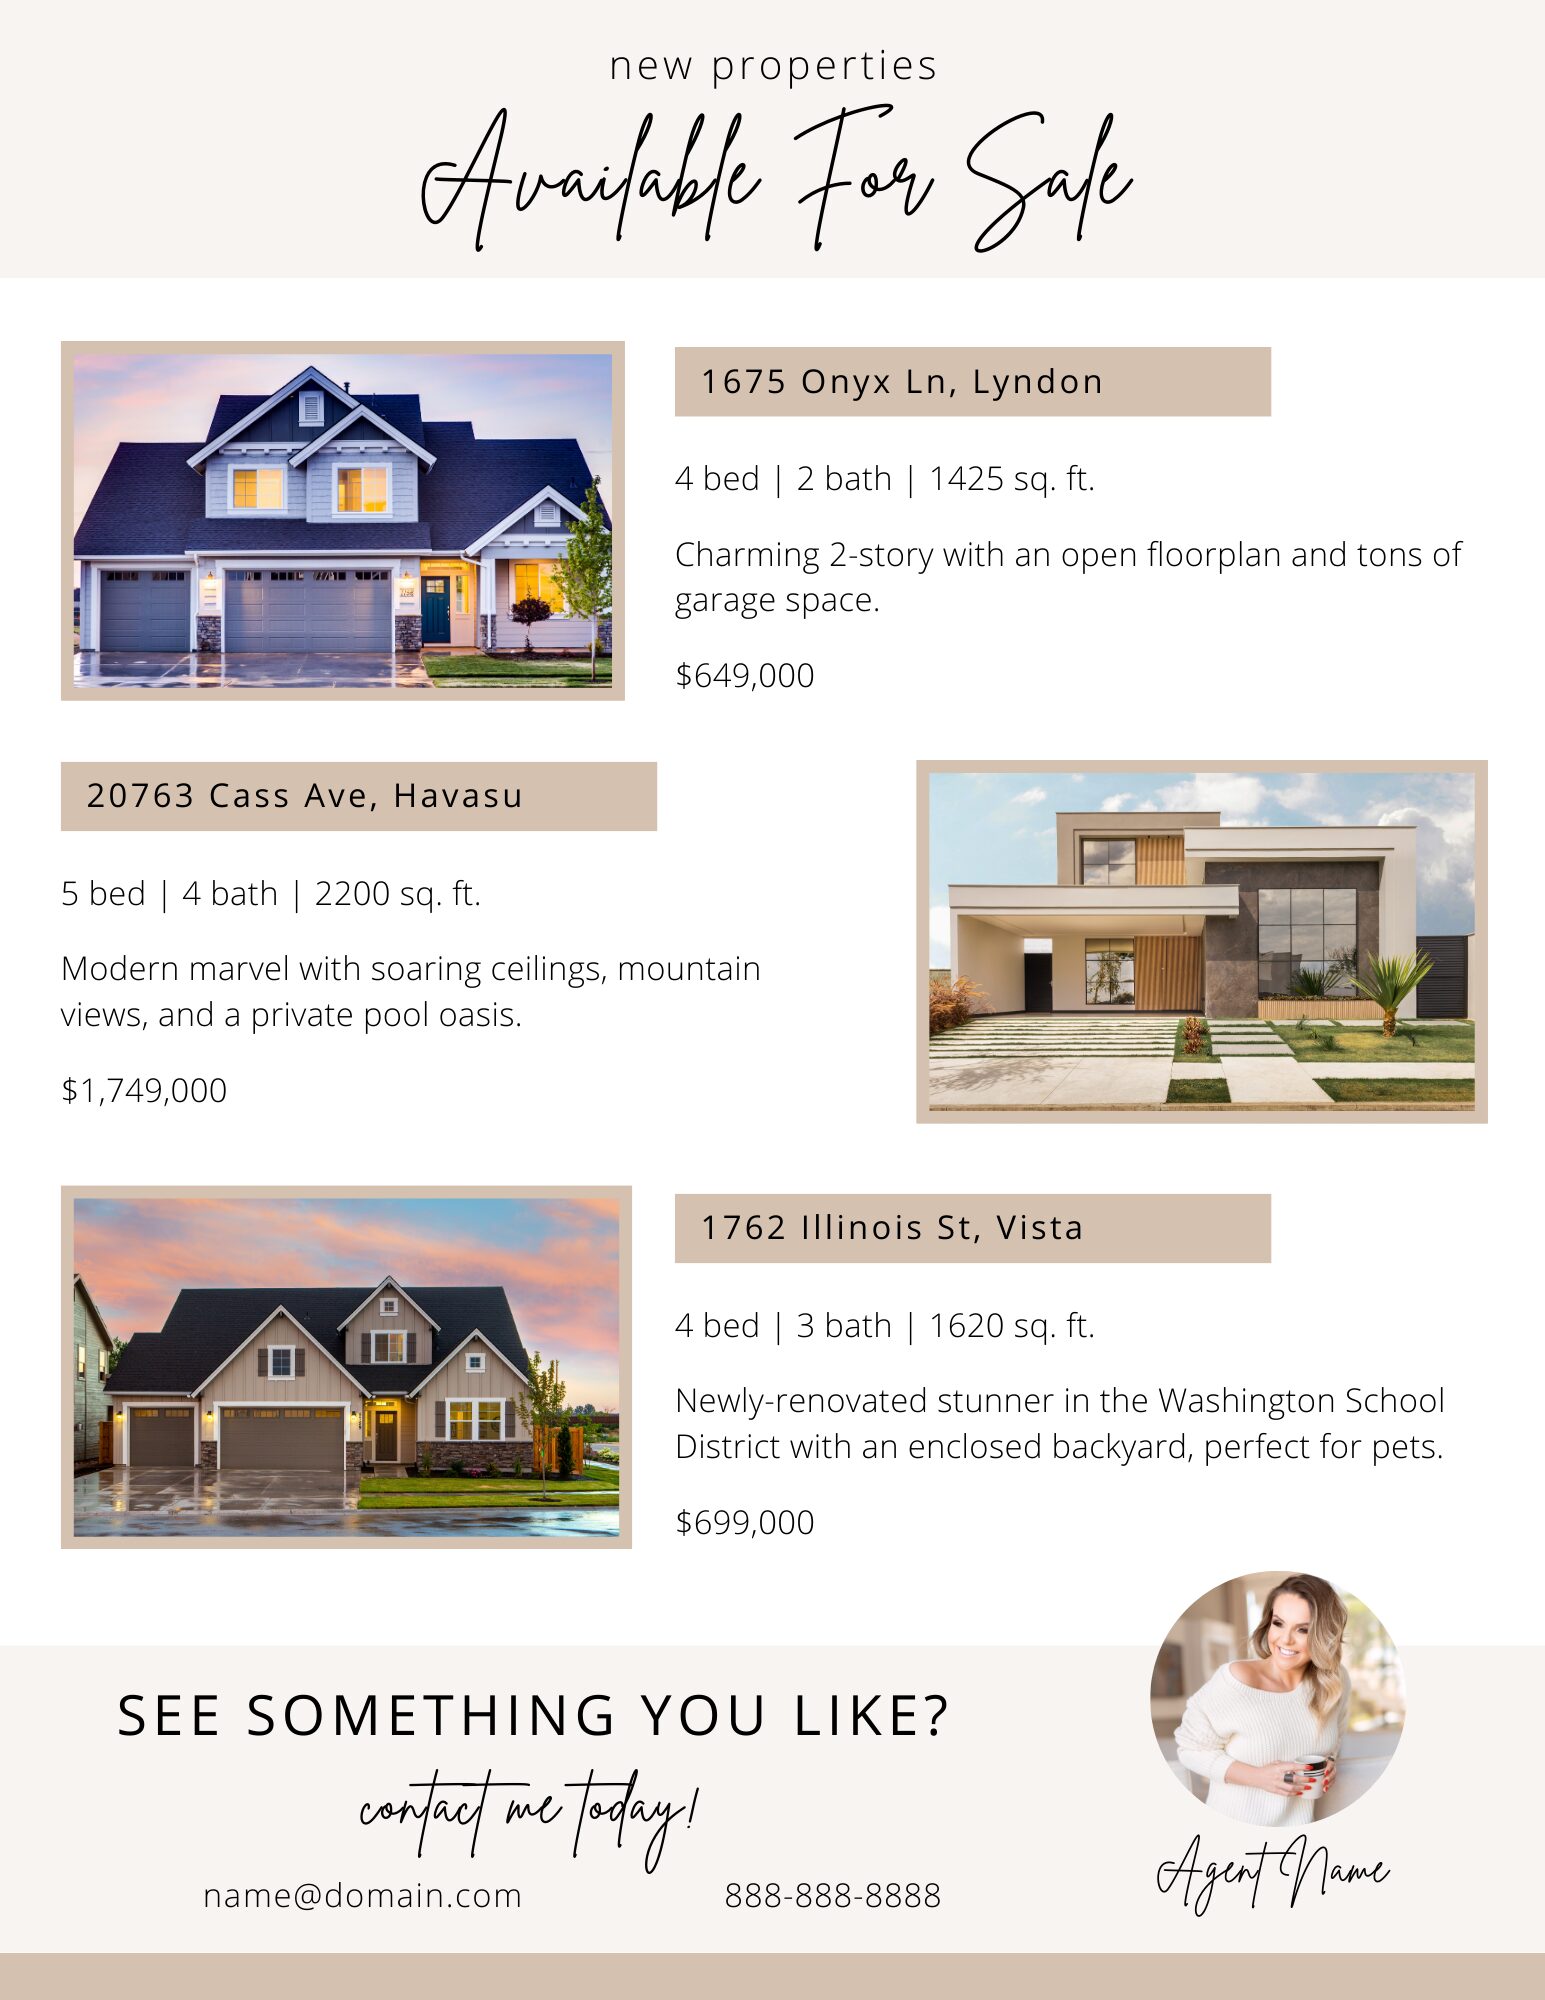 new properties
Available For Sale
1675 Onyx Ln, Lyndon
4 bed | 2 bath | 1425 sq. ft.
Charming 2-story with an open floorplan and tons of
garage space.
$649,000
20763 Cass Ave, Havasu
5 bed | 4 bath | 2200 sq. ft.
Modern marvel with soaring ceilings, mountain
views, and a private pool oasis.
$1,749,000
1762 Illinois St, Vista
4 bed | 3 bath | 1620 sq. ft.
Newly-renovated stunner in the Washington School
District with an enclosed backyard, perfect for pets.
$699,000
SEE SOMETHING YOU LIKE?
contact me today!
name@domain.com
888-888-8888
Agent Name